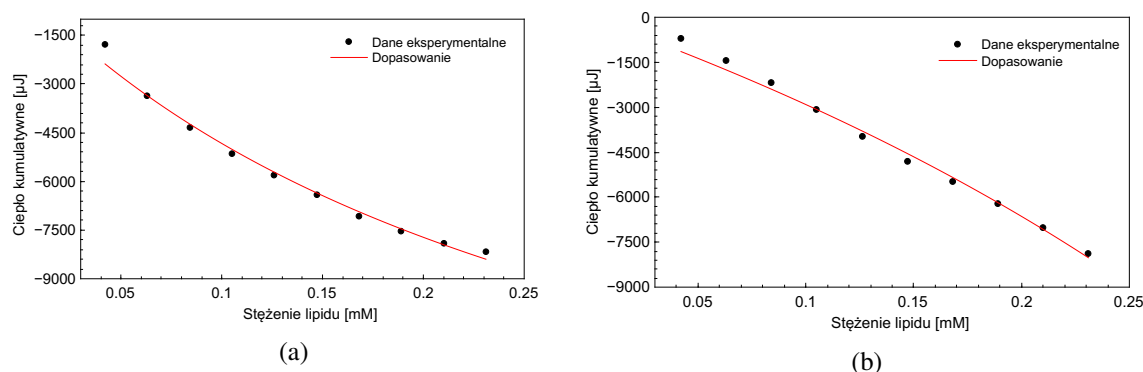 −1500
−3000
−4500
−6000
−7500
−9000
Ciepło kumulatywne [µJ]
Dane eksperymentalne
Dopasowanie
0.05 0.1 0.15 0.2 0.25
Stężenie lipidu [mM]
(a)
0
−1500
−3000
−4500
−6000
−7500
−9000
Ciepło kumulatywne [µJ]
Dane eksperymentalne
Dopasowanie
0.05 0.1 0.15 0.2 0.25
Stężenie lipidu [mM]
(b)